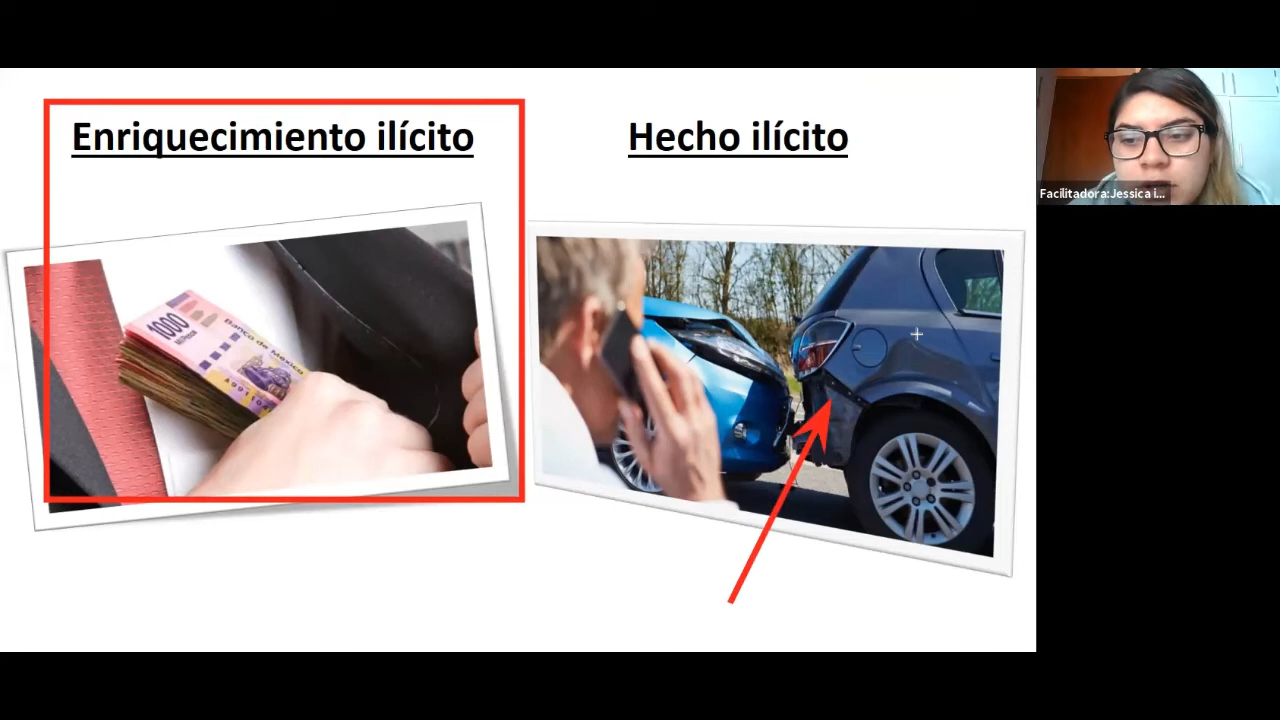 Enriquecimiento ilícito
Hecho ilícito
Facilitadora:Jessica i...
1000
Banco de México